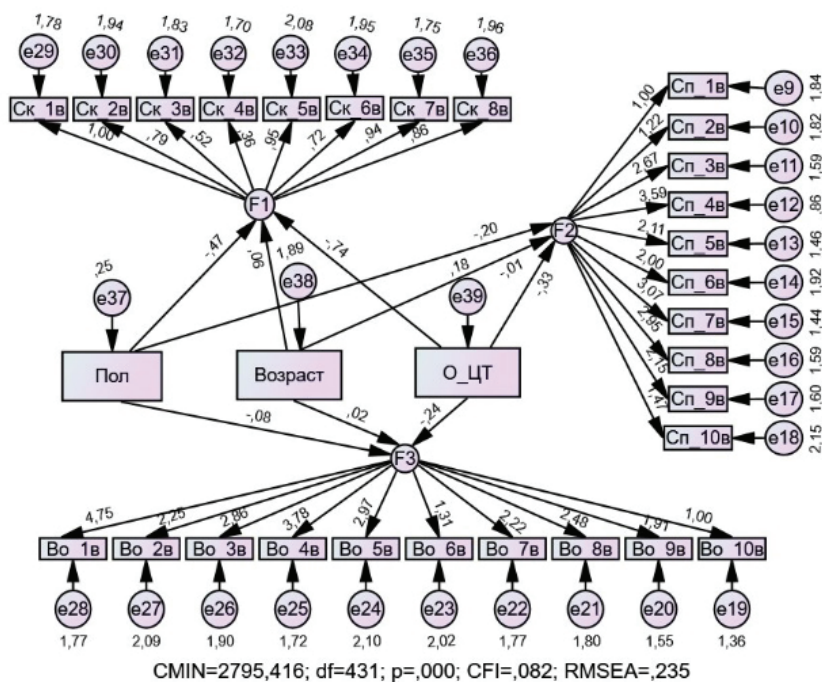 1,78 1,94 1,83 1,70 2,08 1,95 1,75 1,96
e29 e30 e31 e32 e33 e34 e35 e36
Ск_1в Ск_2в Ск_3в Ск_4в Ск_5в Ск_6в Ск_7в Ск_8в
1,00 ,79 ,52 -,36 ,95 ,72 ,94 ,86
F1
1,00 Сп_1в e9 1,84
1,22 Сп_2в e10 1,82
2,67 Сп_3в e11 1,59
3,59 Сп_4в e12 ,86
F2
2,11 Сп_5в e13 1,46
2,00 Сп_6в e14 1,92
3,07 Сп_7в e15 1,44
2,95 Сп_8в e16 1,59
2,15 Сп_9в e17 1,60
1,47 Сп_10в e18 2,15
-,47 ,06 -,74 -,20 ,18 -,01 -,33
,25 1,89
e37 e38 e39
Пол Возраст О_ЦТ
-,08 ,02 -,24
F3
4,75 2,25 2,86 3,78 2,97 1,31 2,22 2,48 1,91 1,00
Во_1в Во_2в Во_3в Во_4в Во_5в Во_6в Во_7в Во_8в Во_9в Во_10в
e28 e27 e26 e25 e24 e23 e22 e21 e20 e19
1,77 2,09 1,90 1,72 2,10 2,02 1,77 1,80 1,55 1,36
CMIN=2795,416; df=431; p=,000; CFI=,082; RMSEA=,235